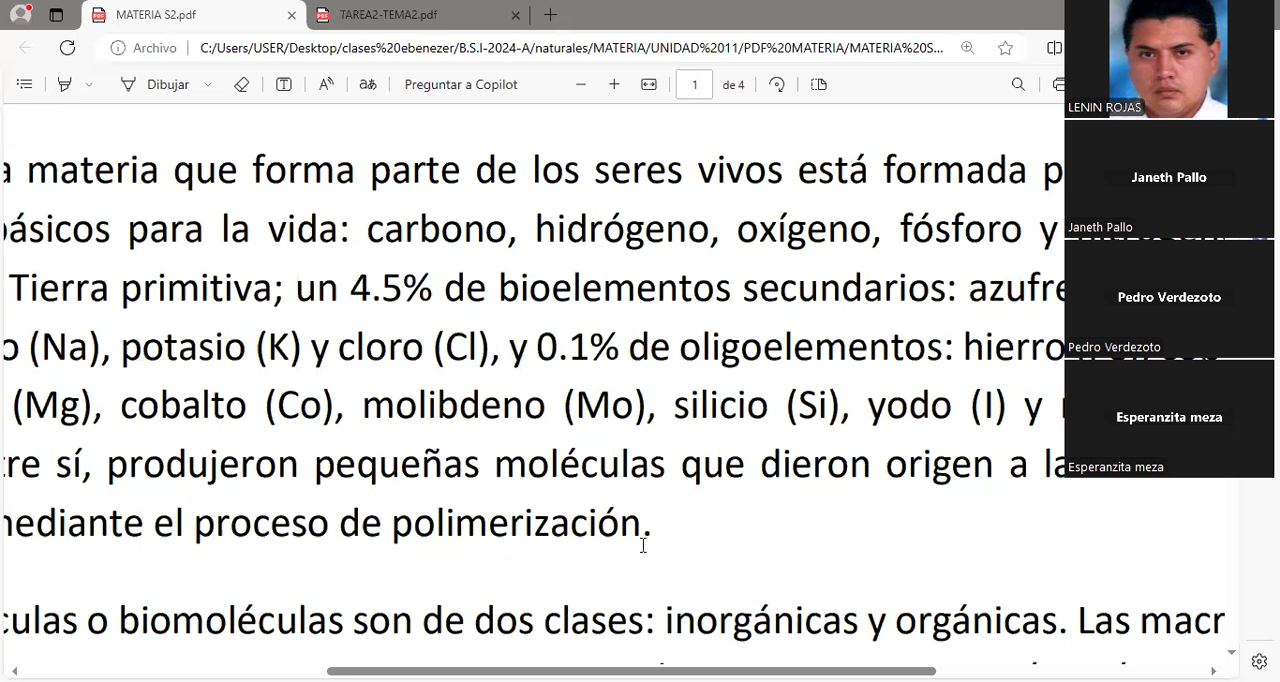 MATERIA S2.pdf
TAREA2-TEMA2.pdf
Archivo
C:/Users/USER/Desktop/clases%20ebenezer/B.S.I-2024-A/naturales/MATERIA/UNIDAD%2011/PDF%20MATERIA/MATERIA%20S...
Dibujar
aあ
Preguntar a Copilot
1
de 4
materia que forma parte de los seres vivos está formada
básicos para la vida: carbono, hidrógeno, oxígeno, fósforo y
Tierra primitiva; un 4.5% de bioelementos secundarios: azufre
(Na), potasio (K) y cloro (Cl), y 0.1% de oligoelementos: hierro
(Mg), cobalto (Co), molibdeno (Mo), silicio (Si), yodo (I) y
tre sí, produjeron pequeñas moléculas que dieron origen a la
mediante el proceso de polimerización.
culas o biomoléculas son de dos clases: inorgánicas y orgánicas. Las macr
LENIN ROJAS
Janeth Pallo
Janeth Pallo
Pedro Verdezoto
Pedro Verdezoto
Esperanzita meza
Esperanzita meza